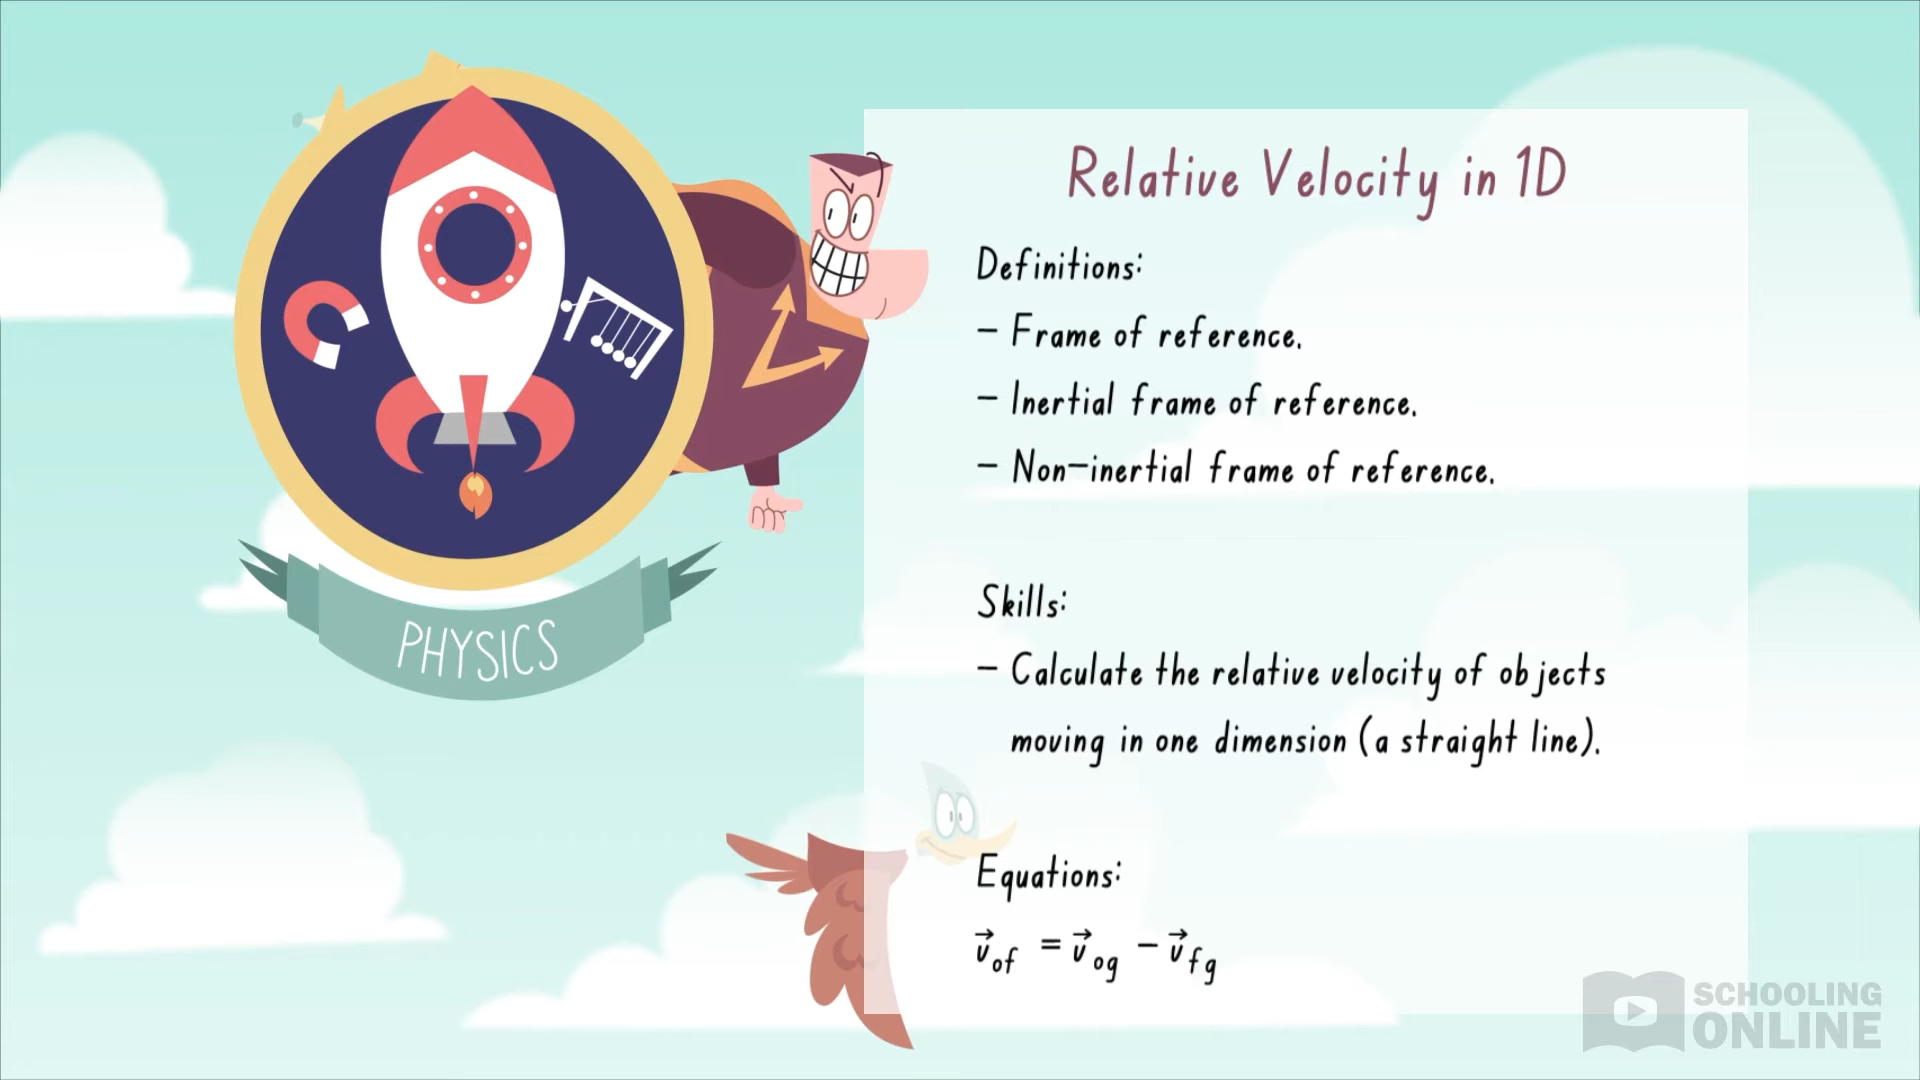 PHYSICS
Relative Velocity in 1D
Definitions:
- Frame of reference.
- Inertial frame of reference.
- Non-inertial frame of reference.
Skills:
- Calculate the relative velocity of objects
moving in one dimension (a straight line).
Equations:
v⃗of = v⃗og - v⃗fg
SCHOOLING
ONLINE